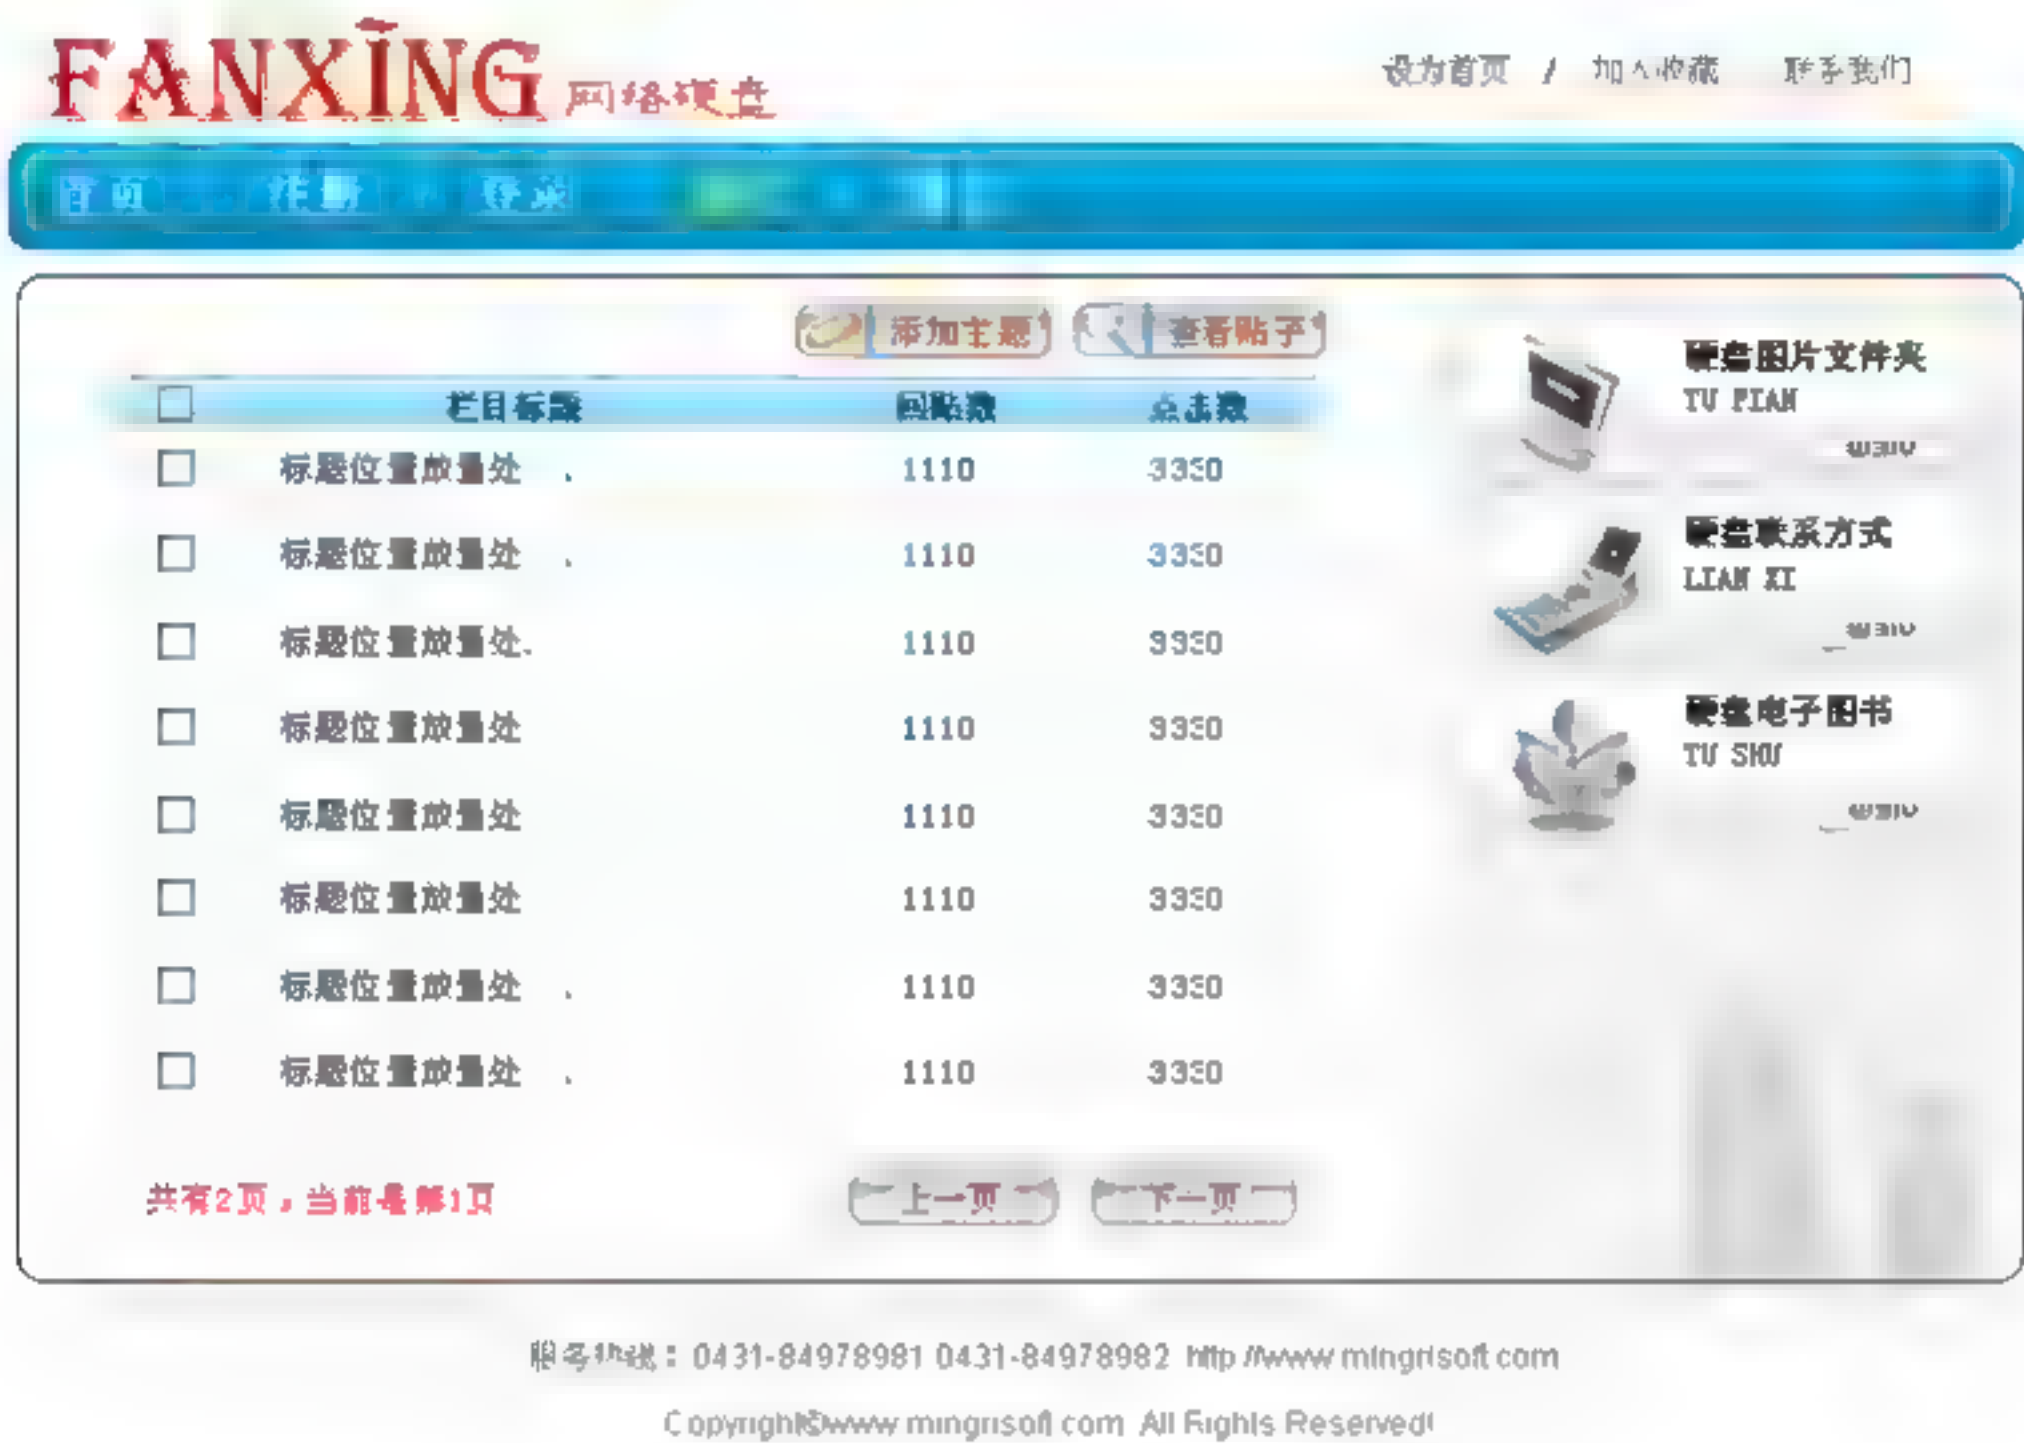 FANXING 网络硬盘
设为首页 / 加入收藏 联系我们
首页 注册 登录
添加主题 查看贴子
栏目标题 回贴数 点击数
标题位置放置处 . 1110 3330
标题位置放置处 . 1110 3330
标题位置放置处. 1110 3330
标题位置放置处 1110 3330
标题位置放置处 1110 3330
标题位置放置处 1110 3330
标题位置放置处 . 1110 3330
标题位置放置处 . 1110 3330
共有2页,当前是第1页 上一页 下一页
硬盘图片文件夹
TU PIAN
硬盘联系方式
LIAN XI
硬盘电子图书
TU SHU
服务热线:0431-84978981 0431-84978982 http://www.mingrisoft.com
Copyright©www.mingrisoft.com All Rights Reserved!